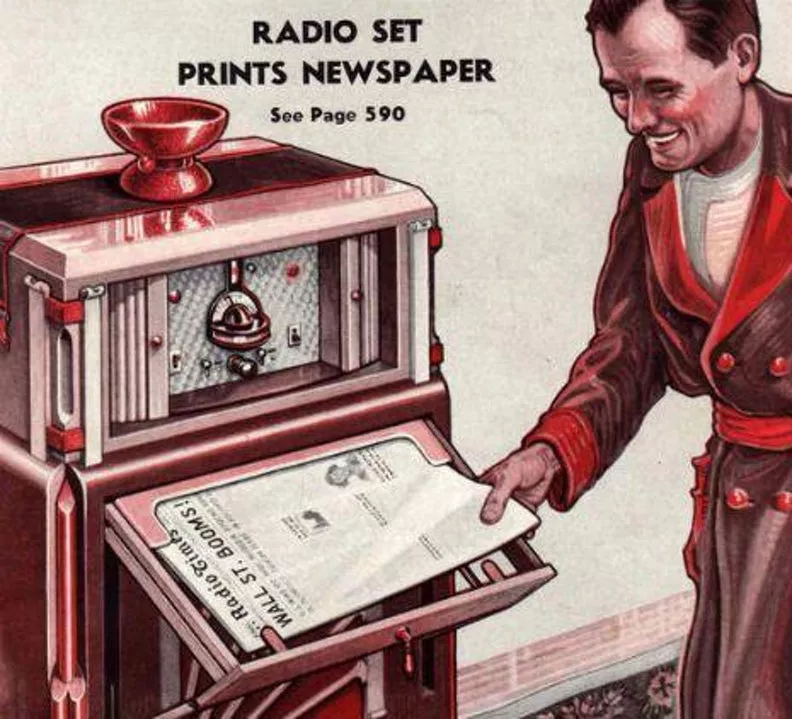 RADIO SET
PRINTS NEWSPAPER
See Page 590
Radio Times
WALL ST. BOOMS!